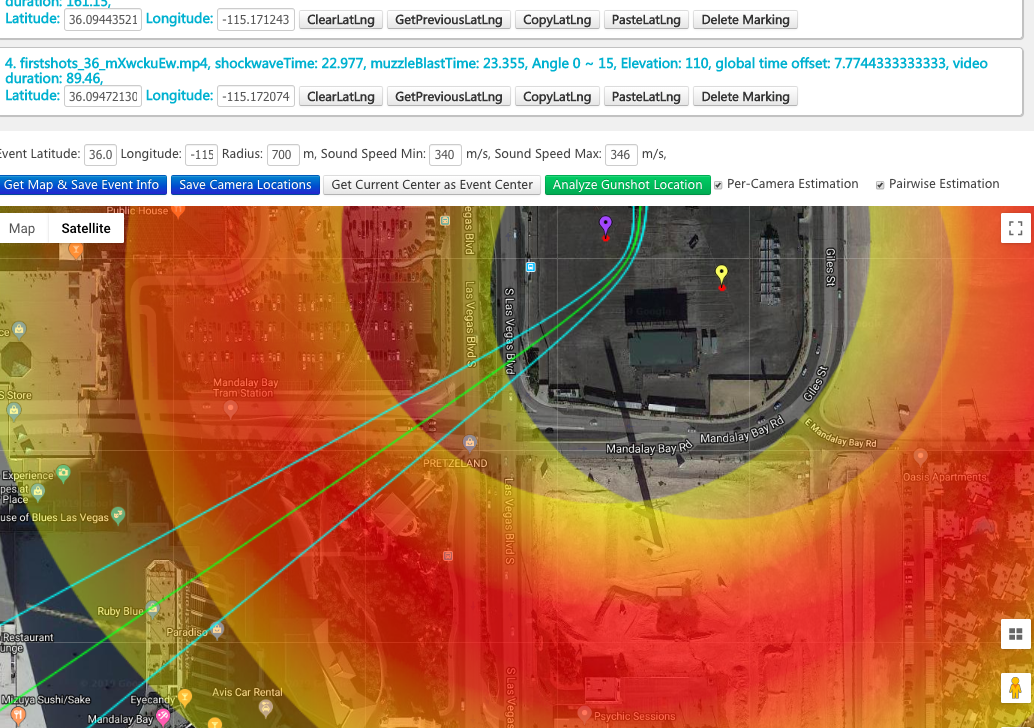 duration: 161.15,
Latitude: 36.09443521 Longitude: -115.171243 ClearLatLng GetPreviousLatLng CopyLatLng PasteLatLng Delete Marking
4. firstshots_36_mXwckuEw.mp4, shockwaveTime: 22.977, muzzleBlastTime: 23.355, Angle 0 ~ 15, Elevation: 110, global time offset: 7.7744333333333, video
duration: 89.46,
Latitude: 36.09472130 Longitude: -115.172074 ClearLatLng GetPreviousLatLng CopyLatLng PasteLatLng Delete Marking
Event Latitude: 36.0 Longitude: -115 Radius: 700 m, Sound Speed Min: 340 m/s, Sound Speed Max: 346 m/s,
Get Map & Save Event Info Save Camera Locations Get Current Center as Event Center Analyze Gunshot Location Per-Camera Estimation Pairwise Estimation
Public House
Map Satellite
egas Blvd
Giles St
Las Vegas Blvd S
S Las Vegas Blvd
ce
Mandalay Bay
Tram Station
S Store
Giles St
Mandalay Bay Rd
Mandalay Bay Rd
E Mandalay Bay Rd
PRETZELAND
Experience
pes at
Place
Oasis Apartments
use of Blues Las Vegas
Las Vegas Blvd S
Ruby Blue
Paradiso
Restaurant
unge
Mizuya Sushi/Sake
Eyecandy
Avis Car Rental
Mandalay Bay
S Las Vegas
Psychic Sessions